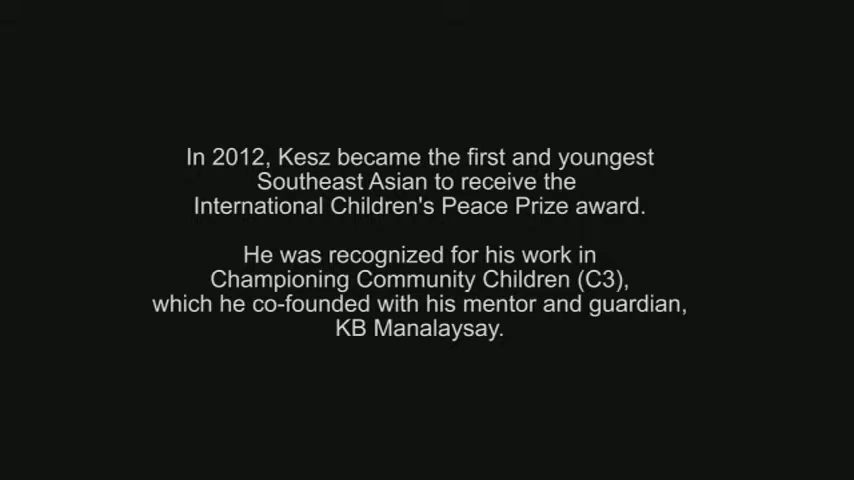 In 2012, Kesz became the first and youngest
Southeast Asian to receive the
International Children's Peace Prize award.
He was recognized for his work in
Championing Community Children (C3),
which he co-founded with his mentor and guardian,
KB Manalaysay.